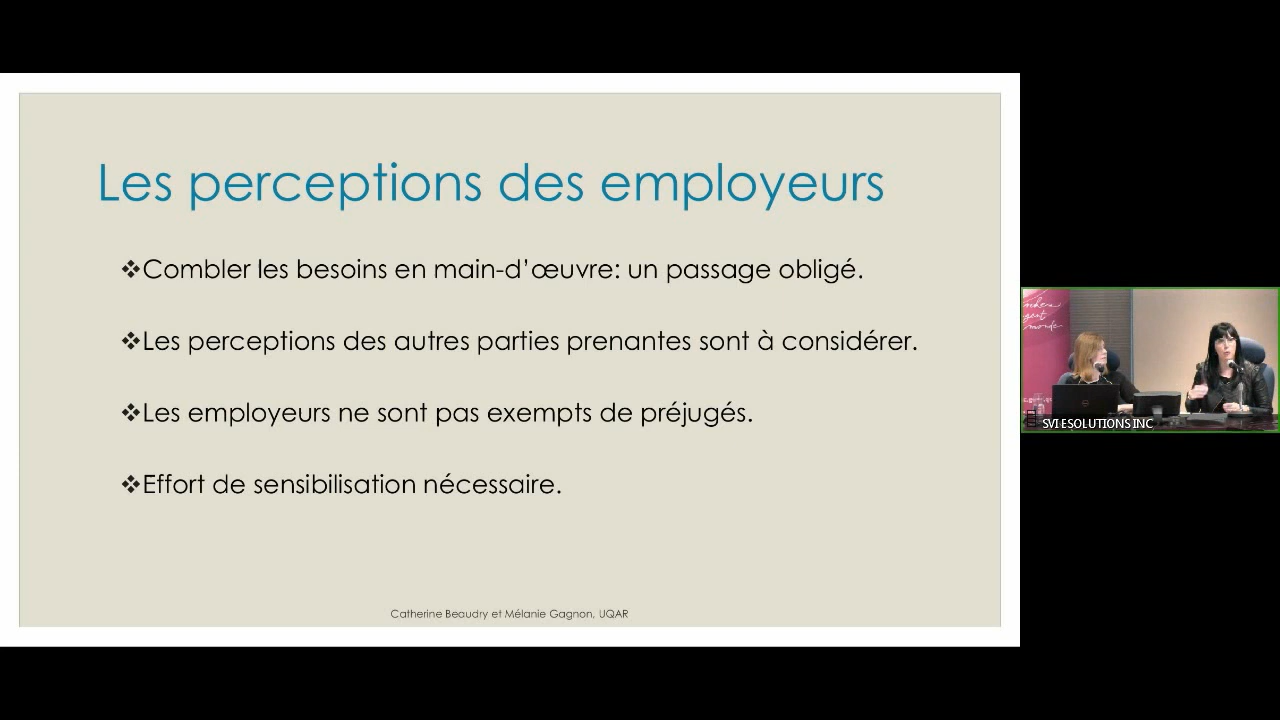 Les perceptions des employeurs
❖Combler les besoins en main-d’œuvre: un passage obligé.
❖Les perceptions des autres parties prenantes sont à considérer.
❖Les employeurs ne sont pas exempts de préjugés.
❖Effort de sensibilisation nécessaire.
Catherine Beaudry et Mélanie Gagnon, UQAR
monde
SVI ESOLUTIONS INC